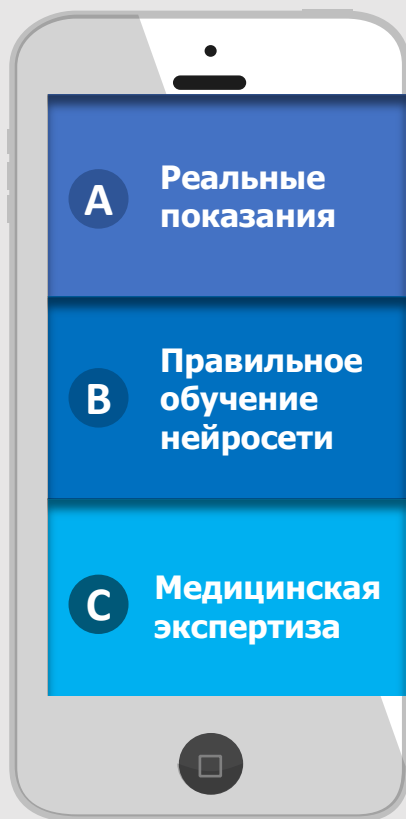 A
Реальные
показания
B
Правильное
обучение
нейросети
C
Медицинская
экспертиза